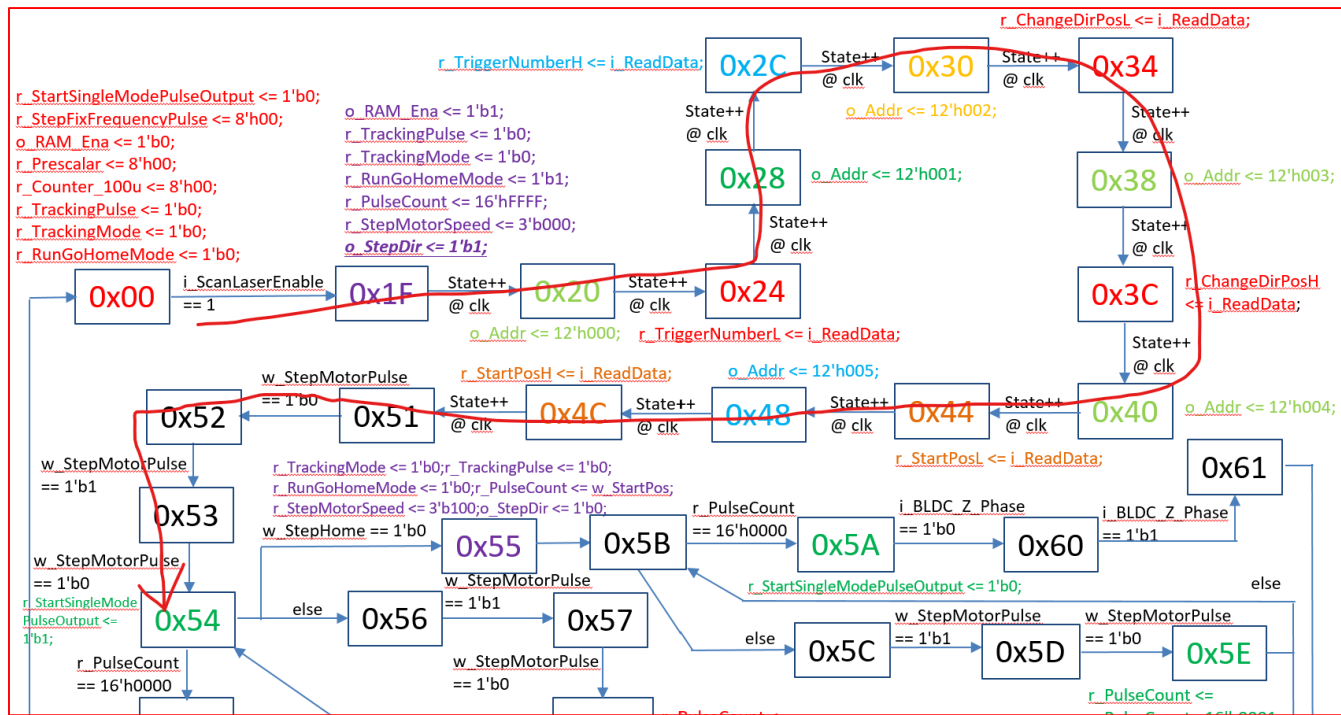 r_ChangeDirPosL <= i_ReadData;
r_TriggerNumberH <= i_ReadData;
0x2C
State++
@ clk
0x30
State++
@ clk
0x34
r_StartSingleModePulseOutput <= 1'b0;
r_StepFixFrequencyPulse <= 8'h00;
o_RAM_Ena <= 1'b0;
r_Prescalar <= 8'h00;
r_Counter_100u <= 8'h00;
r_TrackingPulse <= 1'b0;
r_TrackingMode <= 1'b0;
r_RunGoHomeMode <= 1'b0;
o_RAM_Ena <= 1'b1;
r_TrackingPulse <= 1'b0;
r_TrackingMode <= 1'b0;
r_RunGoHomeMode <= 1'b1;
r_PulseCount <= 16'hFFFF;
r_StepMotorSpeed <= 3'b000;
o_StepDir <= 1'b1;
State++
@ clk
o_Addr <= 12'h002;
State++
@ clk
0x28
o_Addr <= 12'h001;
0x38
o_Addr <= 12'h003;
State++
@ clk
State++
@ clk
0x00
i_ScanLaserEnable
== 1
0x1F
State++
@ clk
0x20
State++
@ clk
0x24
0x3C
r_ChangeDirPosH
<= i_ReadData;
o_Addr <= 12'h000;
r_TriggerNumberL <= i_ReadData;
State++
@ clk
0x52
w_StepMotorPulse
== 1'b0
0x51
State++
@ clk
r_StartPosH <= i_ReadData;
0x4C
State++
@ clk
o_Addr <= 12'h005;
0x48
State++
@ clk
0x44
State++
@ clk
0x40
o_Addr <= 12'h004;
r_StartPosL <= i_ReadData;
w_StepMotorPulse
== 1'b1
0x53
r_TrackingMode <= 1'b0;r_TrackingPulse <= 1'b0;
r_RunGoHomeMode <= 1'b0;r_PulseCount <= w_StartPos;
r_StepMotorSpeed <= 3'b100;o_StepDir <= 1'b0;
0x61
w_StepHome == 1'b0
0x55
0x5B
r_PulseCount
== 16'h0000
0x5A
i_BLDC_Z_Phase
== 1'b0
0x60
i_BLDC_Z_Phase
== 1'b1
w_StepMotorPulse
== 1'b0
r_StartSingleMode
PulseOutput <=
1'b1;
0x54
else
0x56
w_StepMotorPulse
== 1'b1
0x57
r_StartSingleModePulseOutput <= 1'b0;
else
else
0x5C
w_StepMotorPulse
== 1'b1
0x5D
w_StepMotorPulse
== 1'b0
0x5E
r_PulseCount
== 16'h0000
w_StepMotorPulse
== 1'b0
r_PulseCount <=